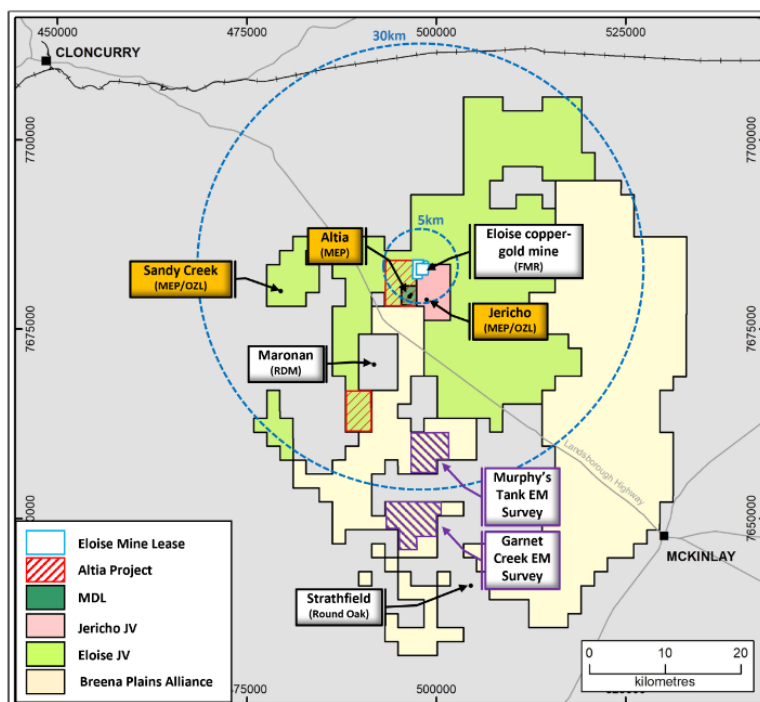 450000
475000
500000
525000
CLONCURRY
30km
7700000
7700000
5km
Altia
(MEP)
Eloise copper-
gold mine
(FMR)
Sandy Creek
(MEP/OZL)
Jericho
(MEP/OZL)
7675000
7675000
Maronan
(RDM)
Landsborough Highway
Murphy's
Tank EM
Survey
7650000
Garnet
Creek EM
Survey
MCKINLAY
Strathfield
(Round Oak)
Eloise Mine Lease
Altia Project
MDL
Jericho JV
Eloise JV
Breena Plains Alliance
0 10 20
kilometres
475000
500000